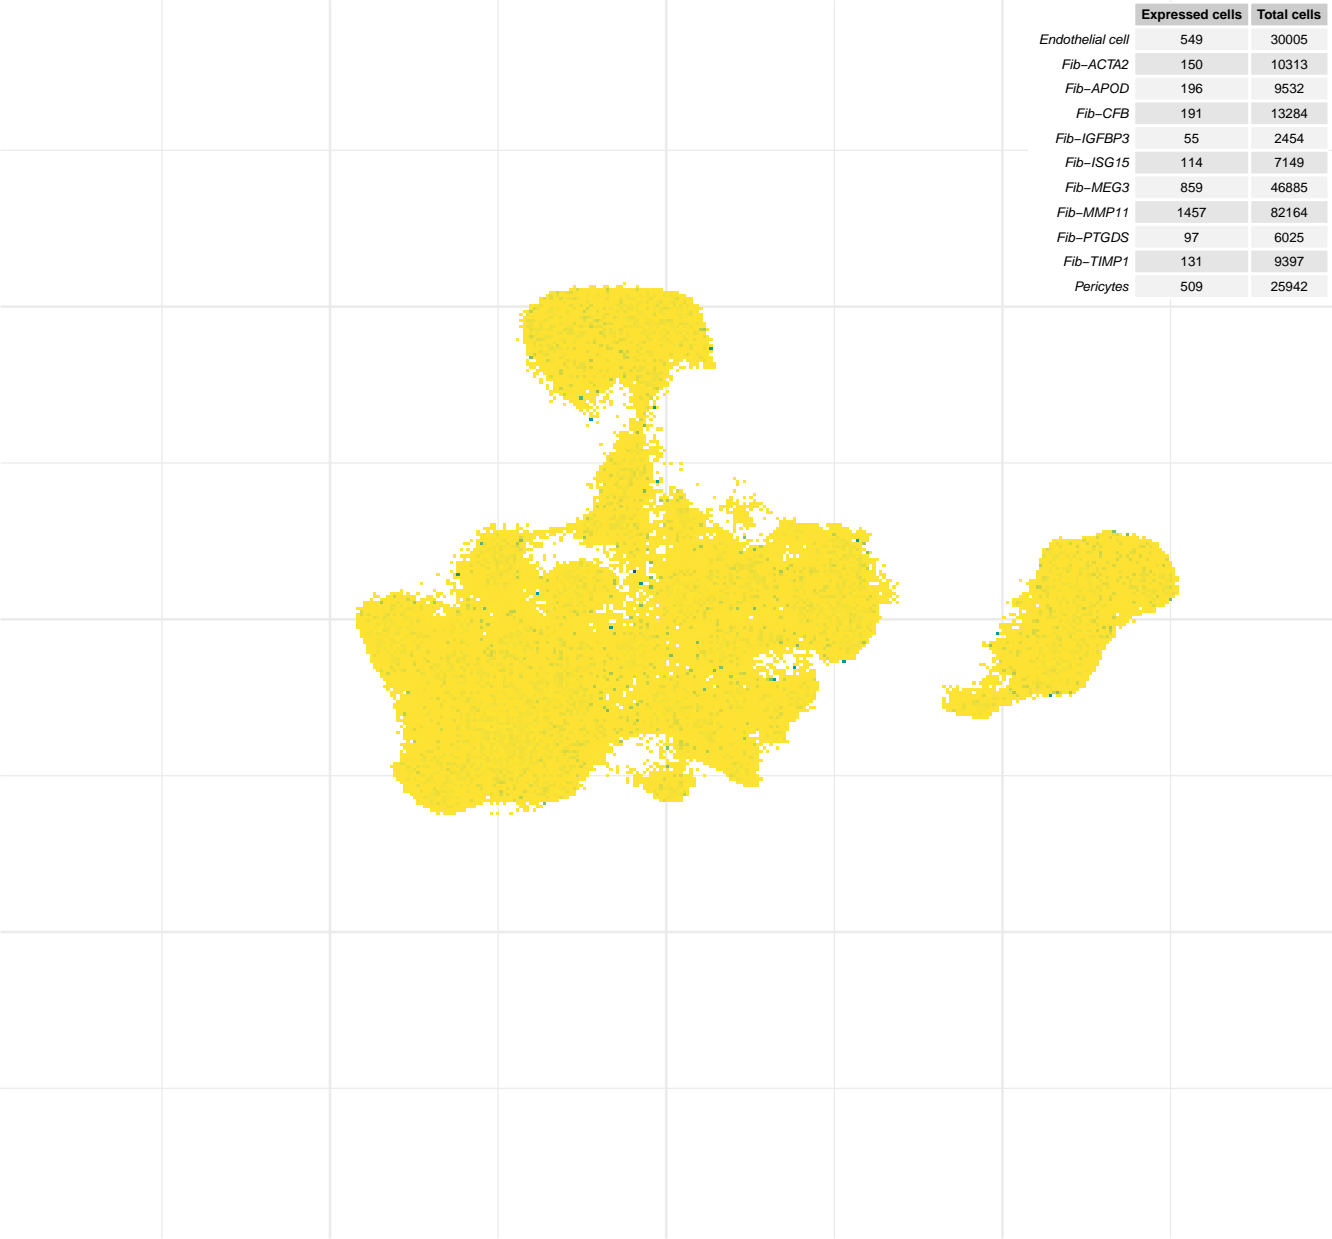 Expressed cells Total cells
Endothelial cell 549 30005
Fib−ACTA2 150 10313
Fib−APOD 196 9532
Fib−CFB 191 13284
Fib−IGFBP3 55 2454
Fib−ISG15 114 7149
Fib−MEG3 859 46885
Fib−MMP11 1457 82164
Fib−PTGDS 97 6025
Fib−TIMP1 131 9397
Pericytes 509 25942